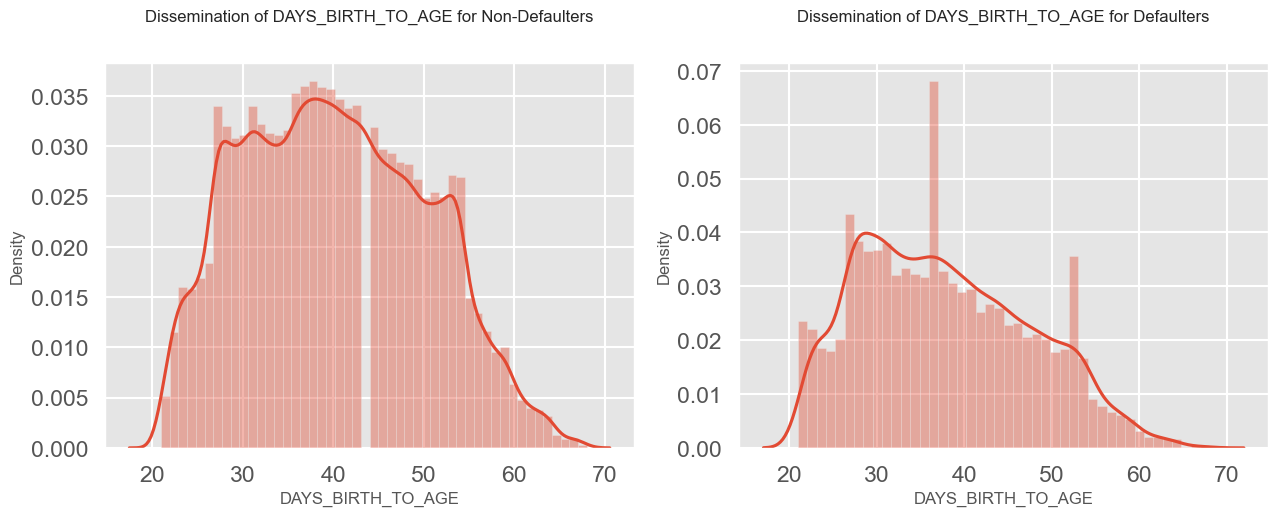 Dissemination of DAYS_BIRTH_TO_AGE for Non-Defaulters
0.035
0.030
0.025
0.020
0.015
0.010
0.005
0.000
Density
20 30 40 50 60 70
DAYS_BIRTH_TO_AGE
Dissemination of DAYS_BIRTH_TO_AGE for Defaulters
0.07
0.06
0.05
0.04
0.03
0.02
0.01
0.00
Density
20 30 40 50 60 70
DAYS_BIRTH_TO_AGE